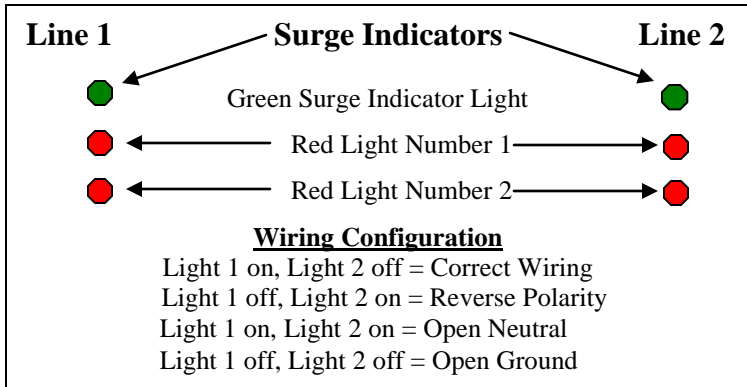 Line 1 Surge Indicators Line 2
Green Surge Indicator Light
Red Light Number 1
Red Light Number 2
Wiring Configuration
Light 1 on, Light 2 off = Correct Wiring
Light 1 off, Light 2 on = Reverse Polarity
Light 1 on, Light 2 on = Open Neutral
Light 1 off, Light 2 off = Open Ground